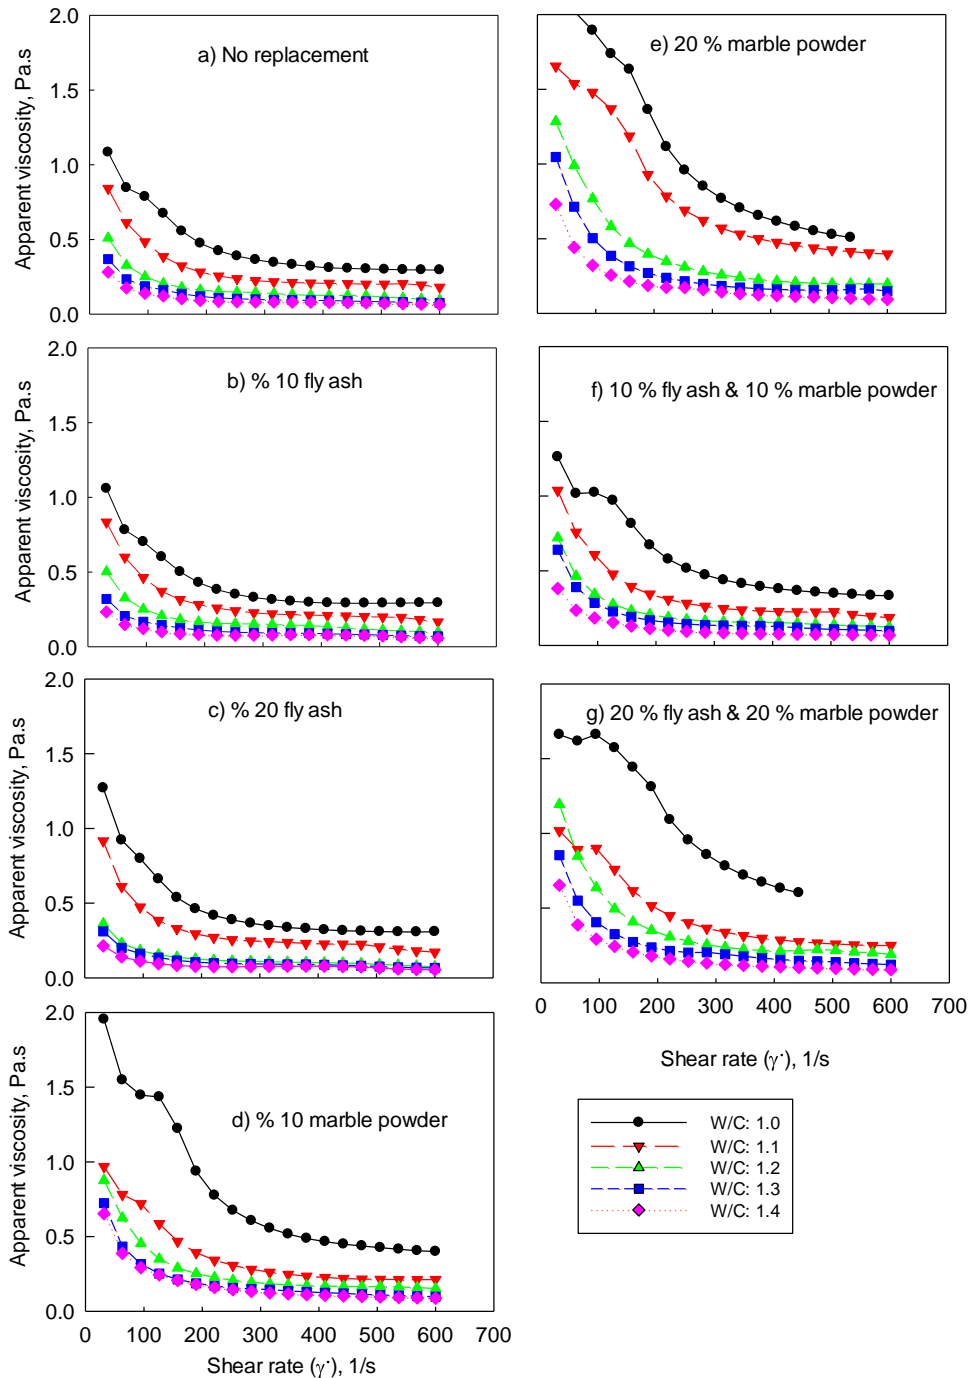 2.0
1.5
1.0
0.5
0.0
Apparent viscosity, Pa.s
a) No replacement
2.0
1.5
1.0
0.5
0.0
Apparent viscosity, Pa.s
b) % 10 fly ash
2.0
1.5
1.0
0.5
0.0
Apparent viscosity, Pa.s
c) % 20 fly ash
2.0
1.5
1.0
0.5
0.0
Apparent viscosity, Pa.s
d) % 10 marble powder
0 100 200 300 400 500 600 700
Shear rate (γ˙), 1/s
e) 20 % marble powder
f) 10 % fly ash & 10 % marble powder
g) 20 % fly ash & 20 % marble powder
0 100 200 300 400 500 600 700
Shear rate (γ˙), 1/s
W/C: 1.0
W/C: 1.1
W/C: 1.2
W/C: 1.3
W/C: 1.4